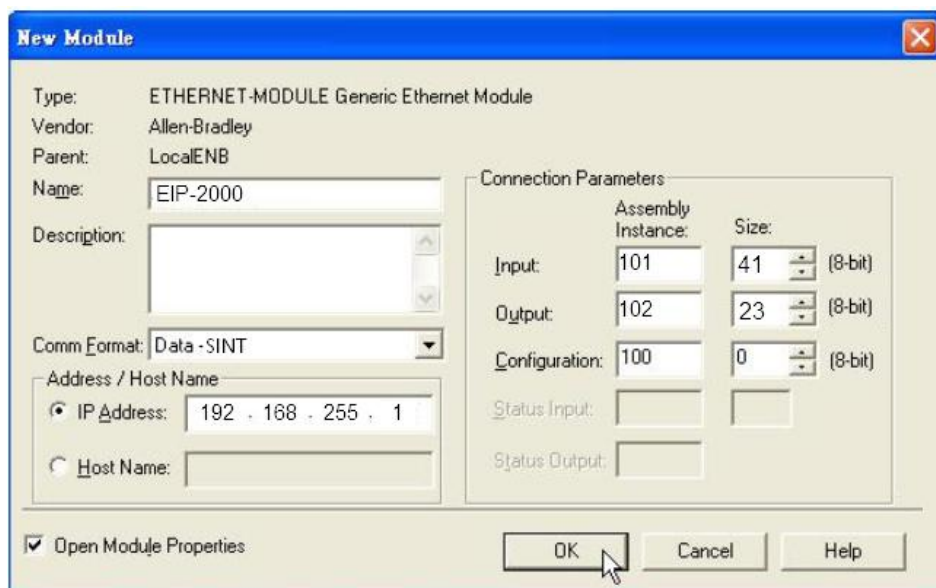 New Module
Type: ETHERNET-MODULE Generic Ethernet Module
Vendor: Allen-Bradley
Parent: LocalENB
Name: EIP-2000
Description:
Comm Format: Data -SINT
Address / Host Name
IP Address: 192 . 168 . 255 . 1
Host Name:
Connection Parameters
Assembly Instance: Size:
Input: 101 41 (8-bit)
Output: 102 23 (8-bit)
Configuration: 100 0 (8-bit)
Status Input:
Status Output:
Open Module Properties
OK Cancel Help